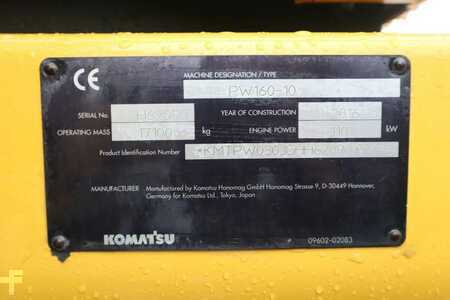 CE
MACHINE DESIGNATION / TYPE
PW160-10
SERIAL No. YEAR OF CONSTRUCTION
OPERATING MASS kg ENGINE POWER 110 kW
Product Identification Number
Manufacturer:
Manufactured by Komatsu Hanomag GmbH Hanomag Strasse 9, D-30449 Hannover,
Germany for Komatsu Ltd., Tokyo, Japan
KOMATSU 09602-02083